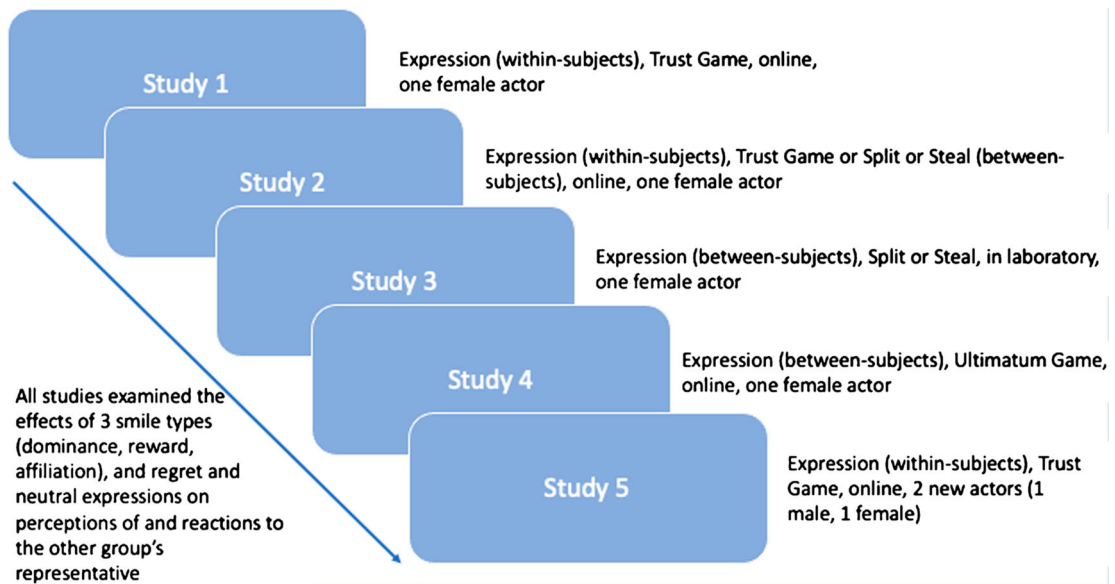 Study 1
Expression (within-subjects), Trust Game, online,
one female actor
Study 2
Expression (within-subjects), Trust Game or Split or Steal (between-
subjects), online, one female actor
Study 3
Expression (between-subjects), Split or Steal, in laboratory,
one female actor
Study 4
Expression (between-subjects), Ultimatum Game,
online, one female actor
Study 5
Expression (within-subjects), Trust
Game, online, 2 new actors (1
male, 1 female)
All studies examined the
effects of 3 smile types
(dominance, reward,
affiliation), and regret and
neutral expressions on
perceptions of and reactions to
the other group's
representative